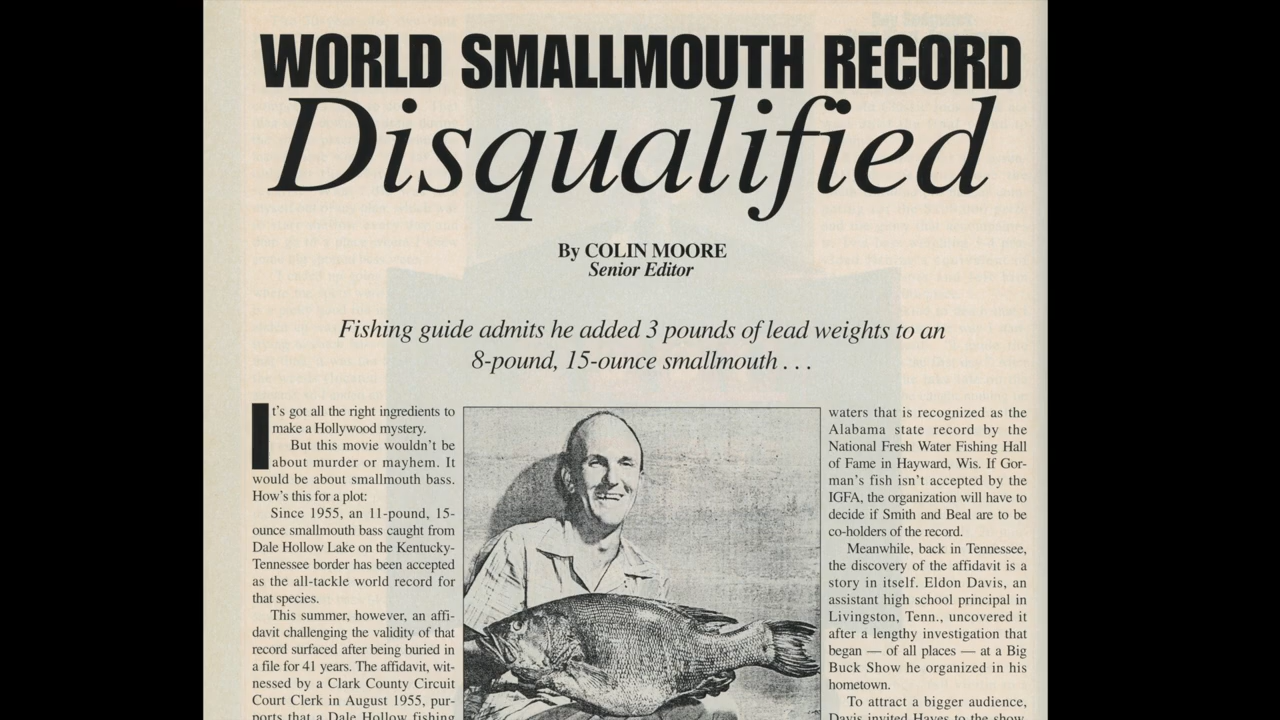 WORLD SMALLMOUTH RECORD
Disqualified
By COLIN MOORE
Senior Editor
Fishing guide admits he added 3 pounds of lead weights to an
8-pound, 15-ounce smallmouth . . .
It's got all the right ingredients to
make a Hollywood mystery.
But this movie wouldn't be
about murder or mayhem. It
would be about smallmouth bass.
How's this for a plot:
Since 1955, an 11-pound, 15-
ounce smallmouth bass caught from
Dale Hollow Lake on the Kentucky-
Tennessee border has been accepted
as the all-tackle world record for
that species.
This summer, however, an affi-
davit challenging the validity of that
record surfaced after being buried in
a file for 41 years. The affidavit, wit-
nessed by a Clark County Circuit
Court Clerk in August 1955, pur-
ports that a Dale Hollow fishing
waters that is recognized as the
Alabama state record by the
National Fresh Water Fishing Hall
of Fame in Hayward, Wis. If Gor-
man's fish isn't accepted by the
IGFA, the organization will have to
decide if Smith and Beal are to be
co-holders of the record.
Meanwhile, back in Tennessee,
the discovery of the affidavit is a
story in itself. Eldon Davis, an
assistant high school principal in
Livingston, Tenn., uncovered it
after a lengthy investigation that
began — of all places — at a Big
Buck Show he organized in his
hometown.
To attract a bigger audience,
Davis invited Hayes to the show,